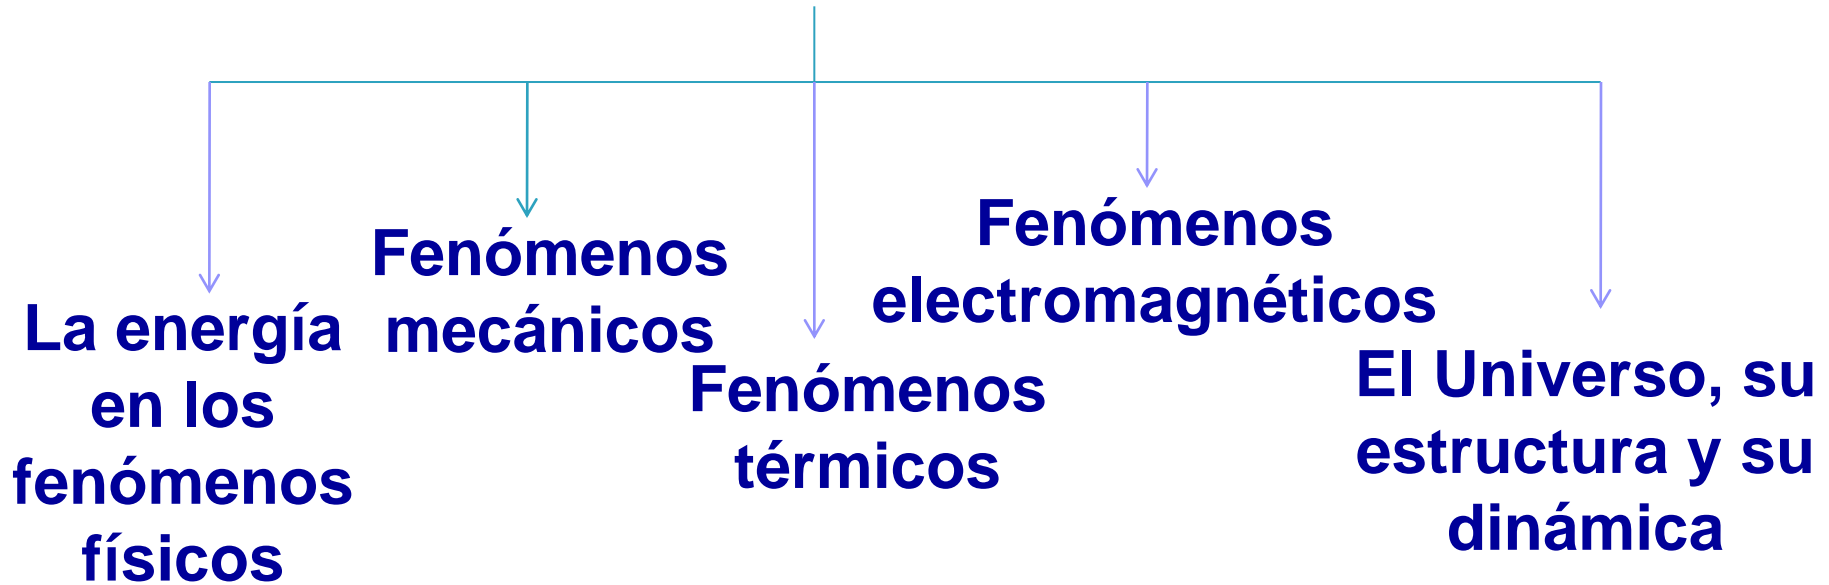 La energía
en los
fenómenos
físicos
Fenómenos
mecánicos
Fenómenos
térmicos
Fenómenos
electromagnéticos
El Universo, su
estructura y su
dinámica